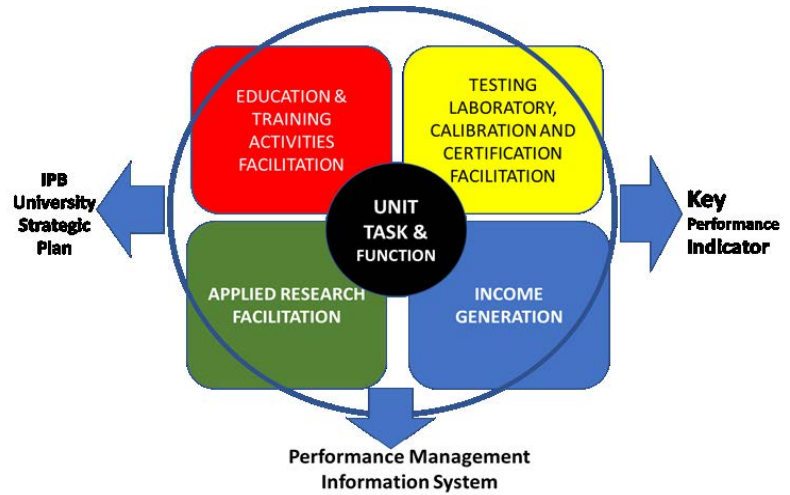 EDUCATION &
TRAINING
ACTIVITIES
FACILITATION
TESTING
LABORATORY,
CALIBRATION AND
CERTIFICATION
FACILITATION
IPB
University
Strategic
Plan
UNIT
TASK &
FUNCTION
Key
Performance
Indicator
APPLIED RESEARCH
FACILITATION
INCOME
GENERATION
Performance Management
Information System